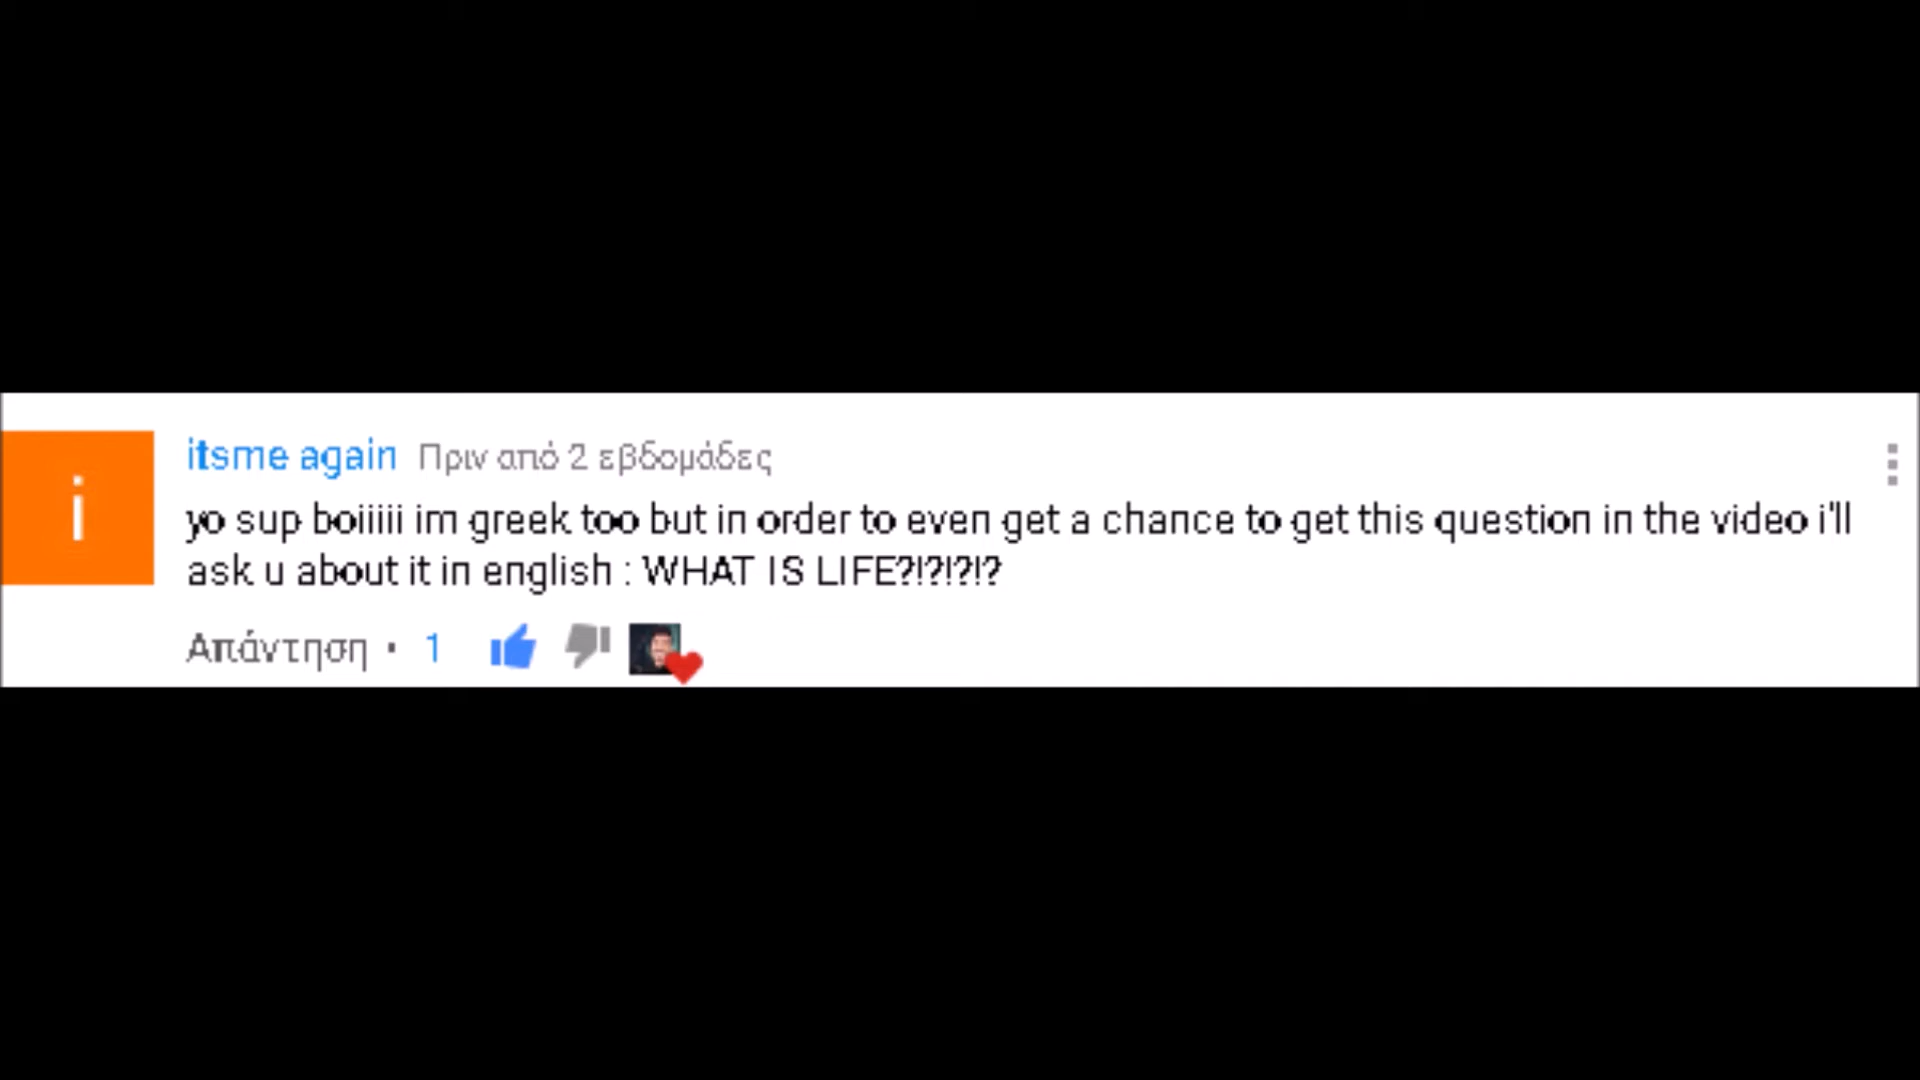 i
itsme again Πριν από 2 εβδομάδες
yo sup boiiiii im greek too but in order to even get a chance to get this question in the video i'll
ask u about it in english : WHAT IS LIFE?!?!?!?
Απάντηση • 1